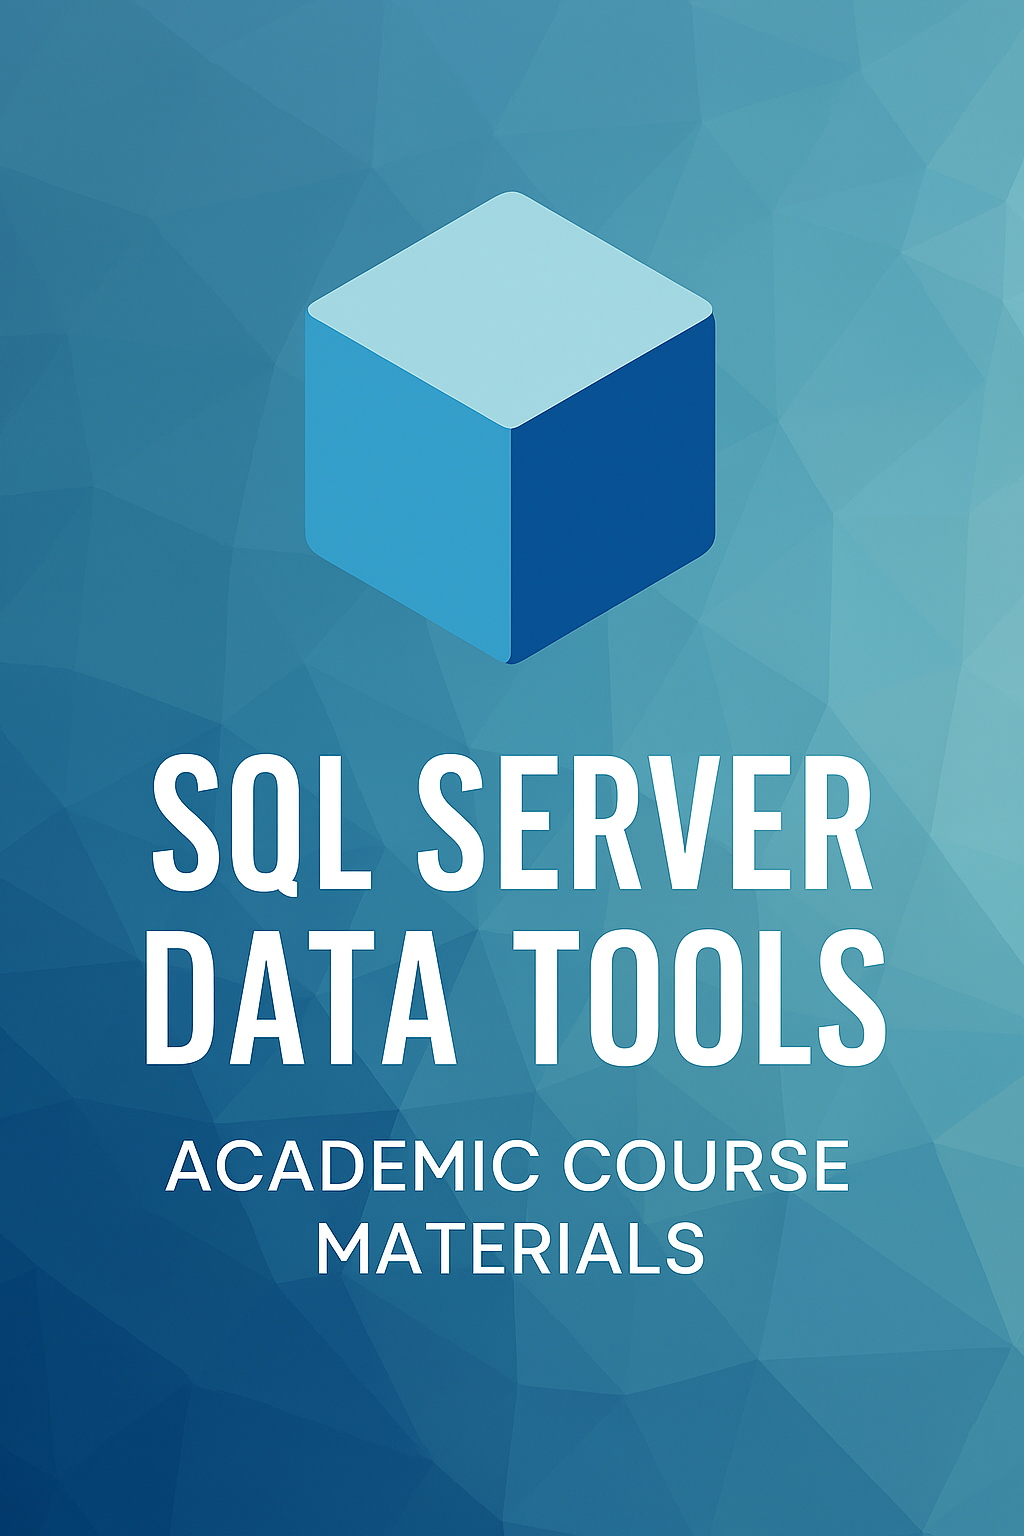 SQL SERVER
DATA TOOLS
ACADEMIC COURSE
MATERIALS